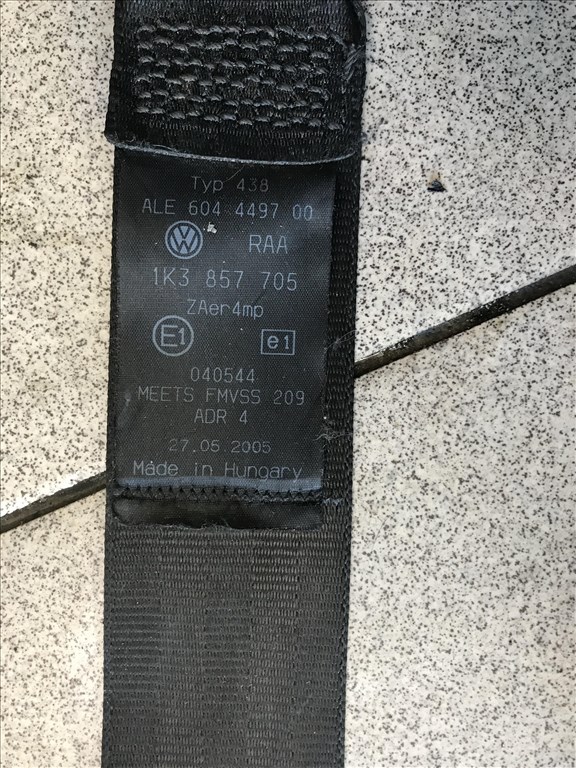 Typ 438
ALE 604 4497 00
VW RAA
1K3 857 705
ZAer4mp
E1 e1
040544
MEETS FMVSS 209
ADR 4
27.05.2005
Made in Hungary